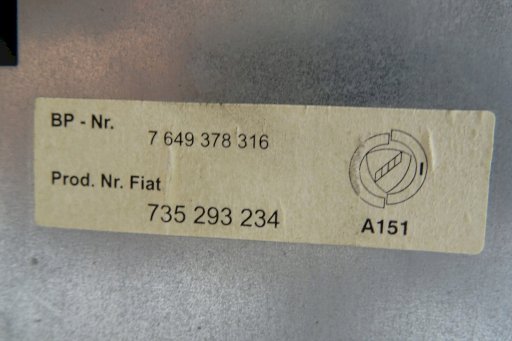 BP - Nr.
7 649 378 316
Prod. Nr. Fiat
735 293 234
A151